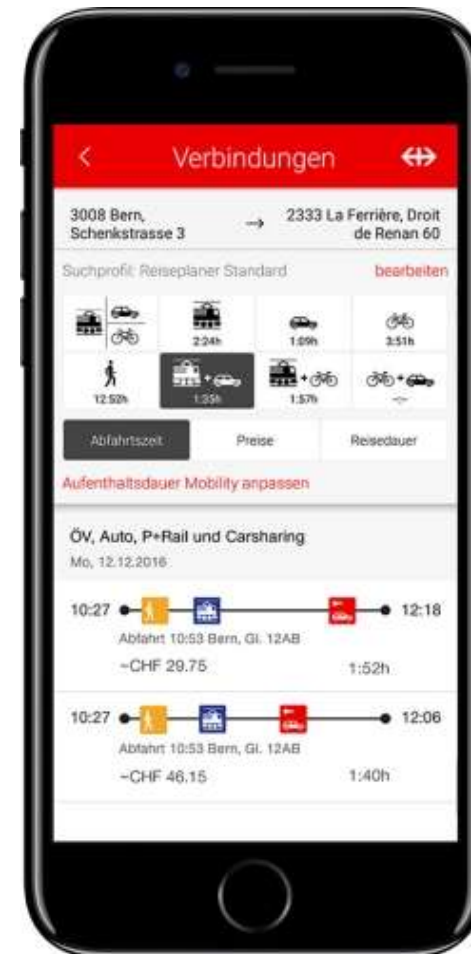 Verbindungen
3008 Bern, Schenkstrasse 3 → 2333 La Ferrière, Droit de Renan 60
Suchprofil: Reiseplaner Standard bearbeiten
2:24h 1:09h 3:51h
12:52h 1:35h 1:57h -:-
Abfahrtszeit Preise Reisedauer
Aufenthaltsdauer Mobility anpassen
ÖV, Auto, P+Rail und Carsharing
Mo, 12.12.2016
10:27 12:18
Abfahrt 10:53 Bern, Gl. 12AB
~CHF 29.75 1:52h
10:27 12:06
Abfahrt 10:53 Bern, Gl. 12AB
~CHF 46.15 1:40h